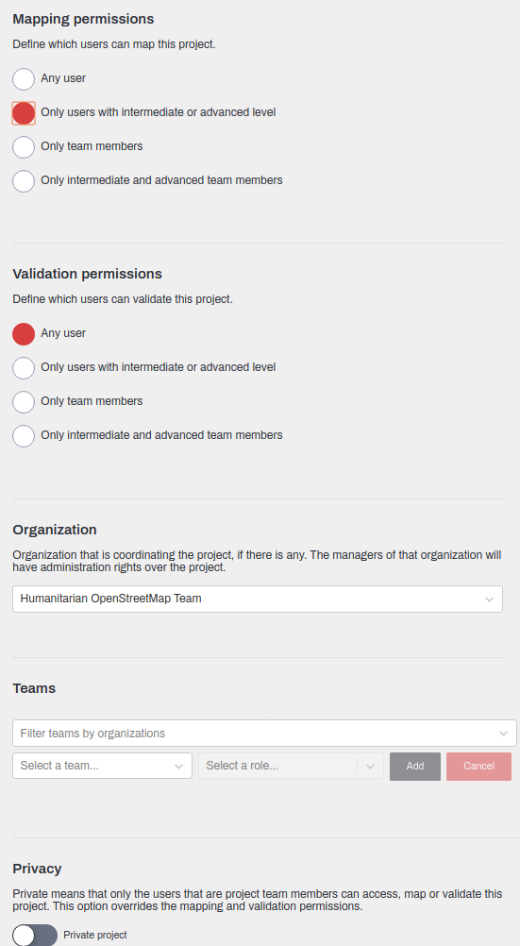 Mapping permissions
Define which users can map this project.
Any user
Only users with intermediate or advanced level
Only team members
Only intermediate and advanced team members
Validation permissions
Define which users can validate this project.
Any user
Only users with intermediate or advanced level
Only team members
Only intermediate and advanced team members
Organization
Organization that is coordinating the project, if there is any. The managers of that organization will
have administration rights over the project.
Humanitarian OpenStreetMap Team
Teams
Filter teams by organizations
Select a team... Select a role... Add Cancel
Privacy
Private means that only the users that are project team members can access, map or validate this
project. This option overrides the mapping and validation permissions.
Private project